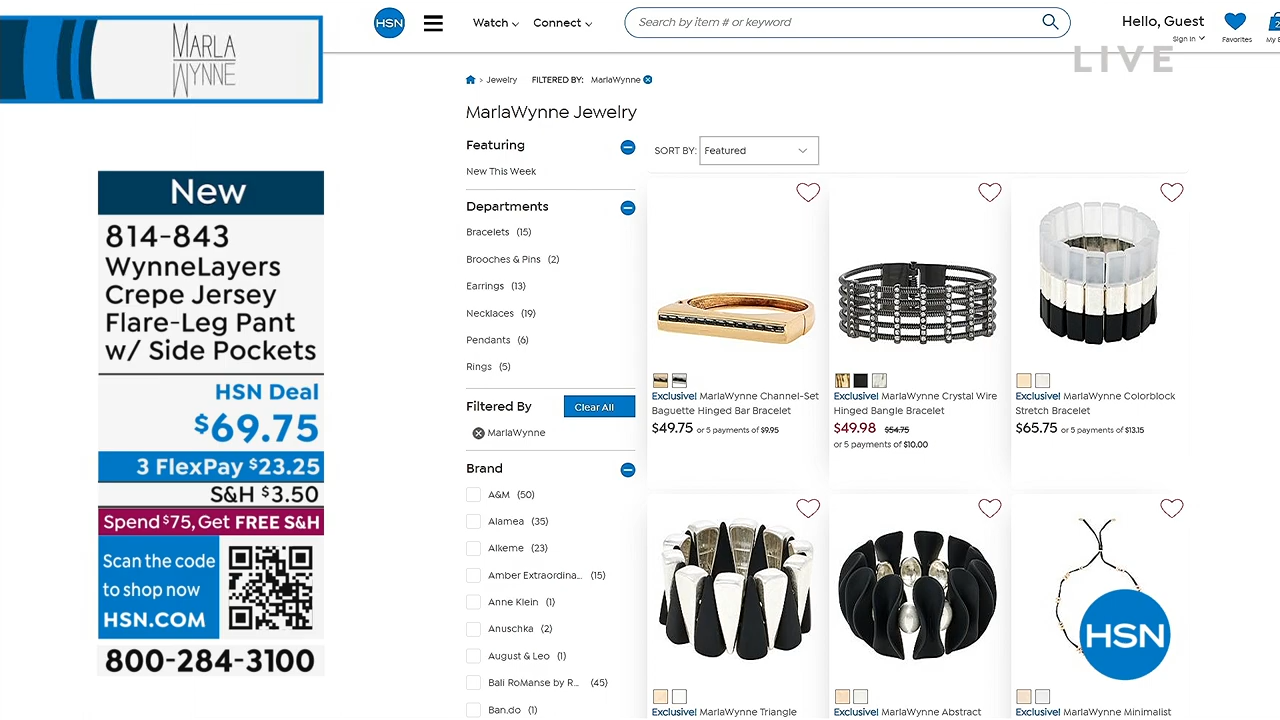 MARLA
WYNNE
New
814-843
WynneLayers
Crepe Jersey
Flare-Leg Pant
w/ Side Pockets
HSN Deal
$69.75
3 FlexPay $23.25
S&H $3.50
Spend $75, Get FREE S&H
Scan the code
to shop now
HSN.COM
800-284-3100
HSN
Watch
Connect
Search by item # or keyword
Hello, Guest
Sign In
Favorites
2
My
LIVE
> Jewelry FILTERED BY: MarlaWynne
MarlaWynne Jewelry
Featuring
New This Week
Departments
Bracelets (15)
Brooches & Pins (2)
Earrings (13)
Necklaces (19)
Pendants (6)
Rings (5)
Filtered By
Clear All
MarlaWynne
Brand
A&M (50)
Alamea (35)
Alkeme (23)
Amber Extraordina... (15)
Anne Klein (1)
Anuschka (2)
August & Leo (1)
Bali RoManse by R... (45)
Ban.do (1)
SORT BY: Featured
Exclusive! MarlaWynne Channel-Set
Baguette Hinged Bar Bracelet
$49.75 or 5 payments of $9.95
Exclusive! MarlaWynne Crystal Wire
Hinged Bangle Bracelet
$49.98 $54.75
or 5 payments of $10.00
Exclusive! MarlaWynne Colorblock
Stretch Bracelet
$65.75 or 5 payments of $13.15
Exclusive! MarlaWynne Triangle
Exclusive! MarlaWynne Abstract
Exclusive! MarlaWynne Minimalist
HSN